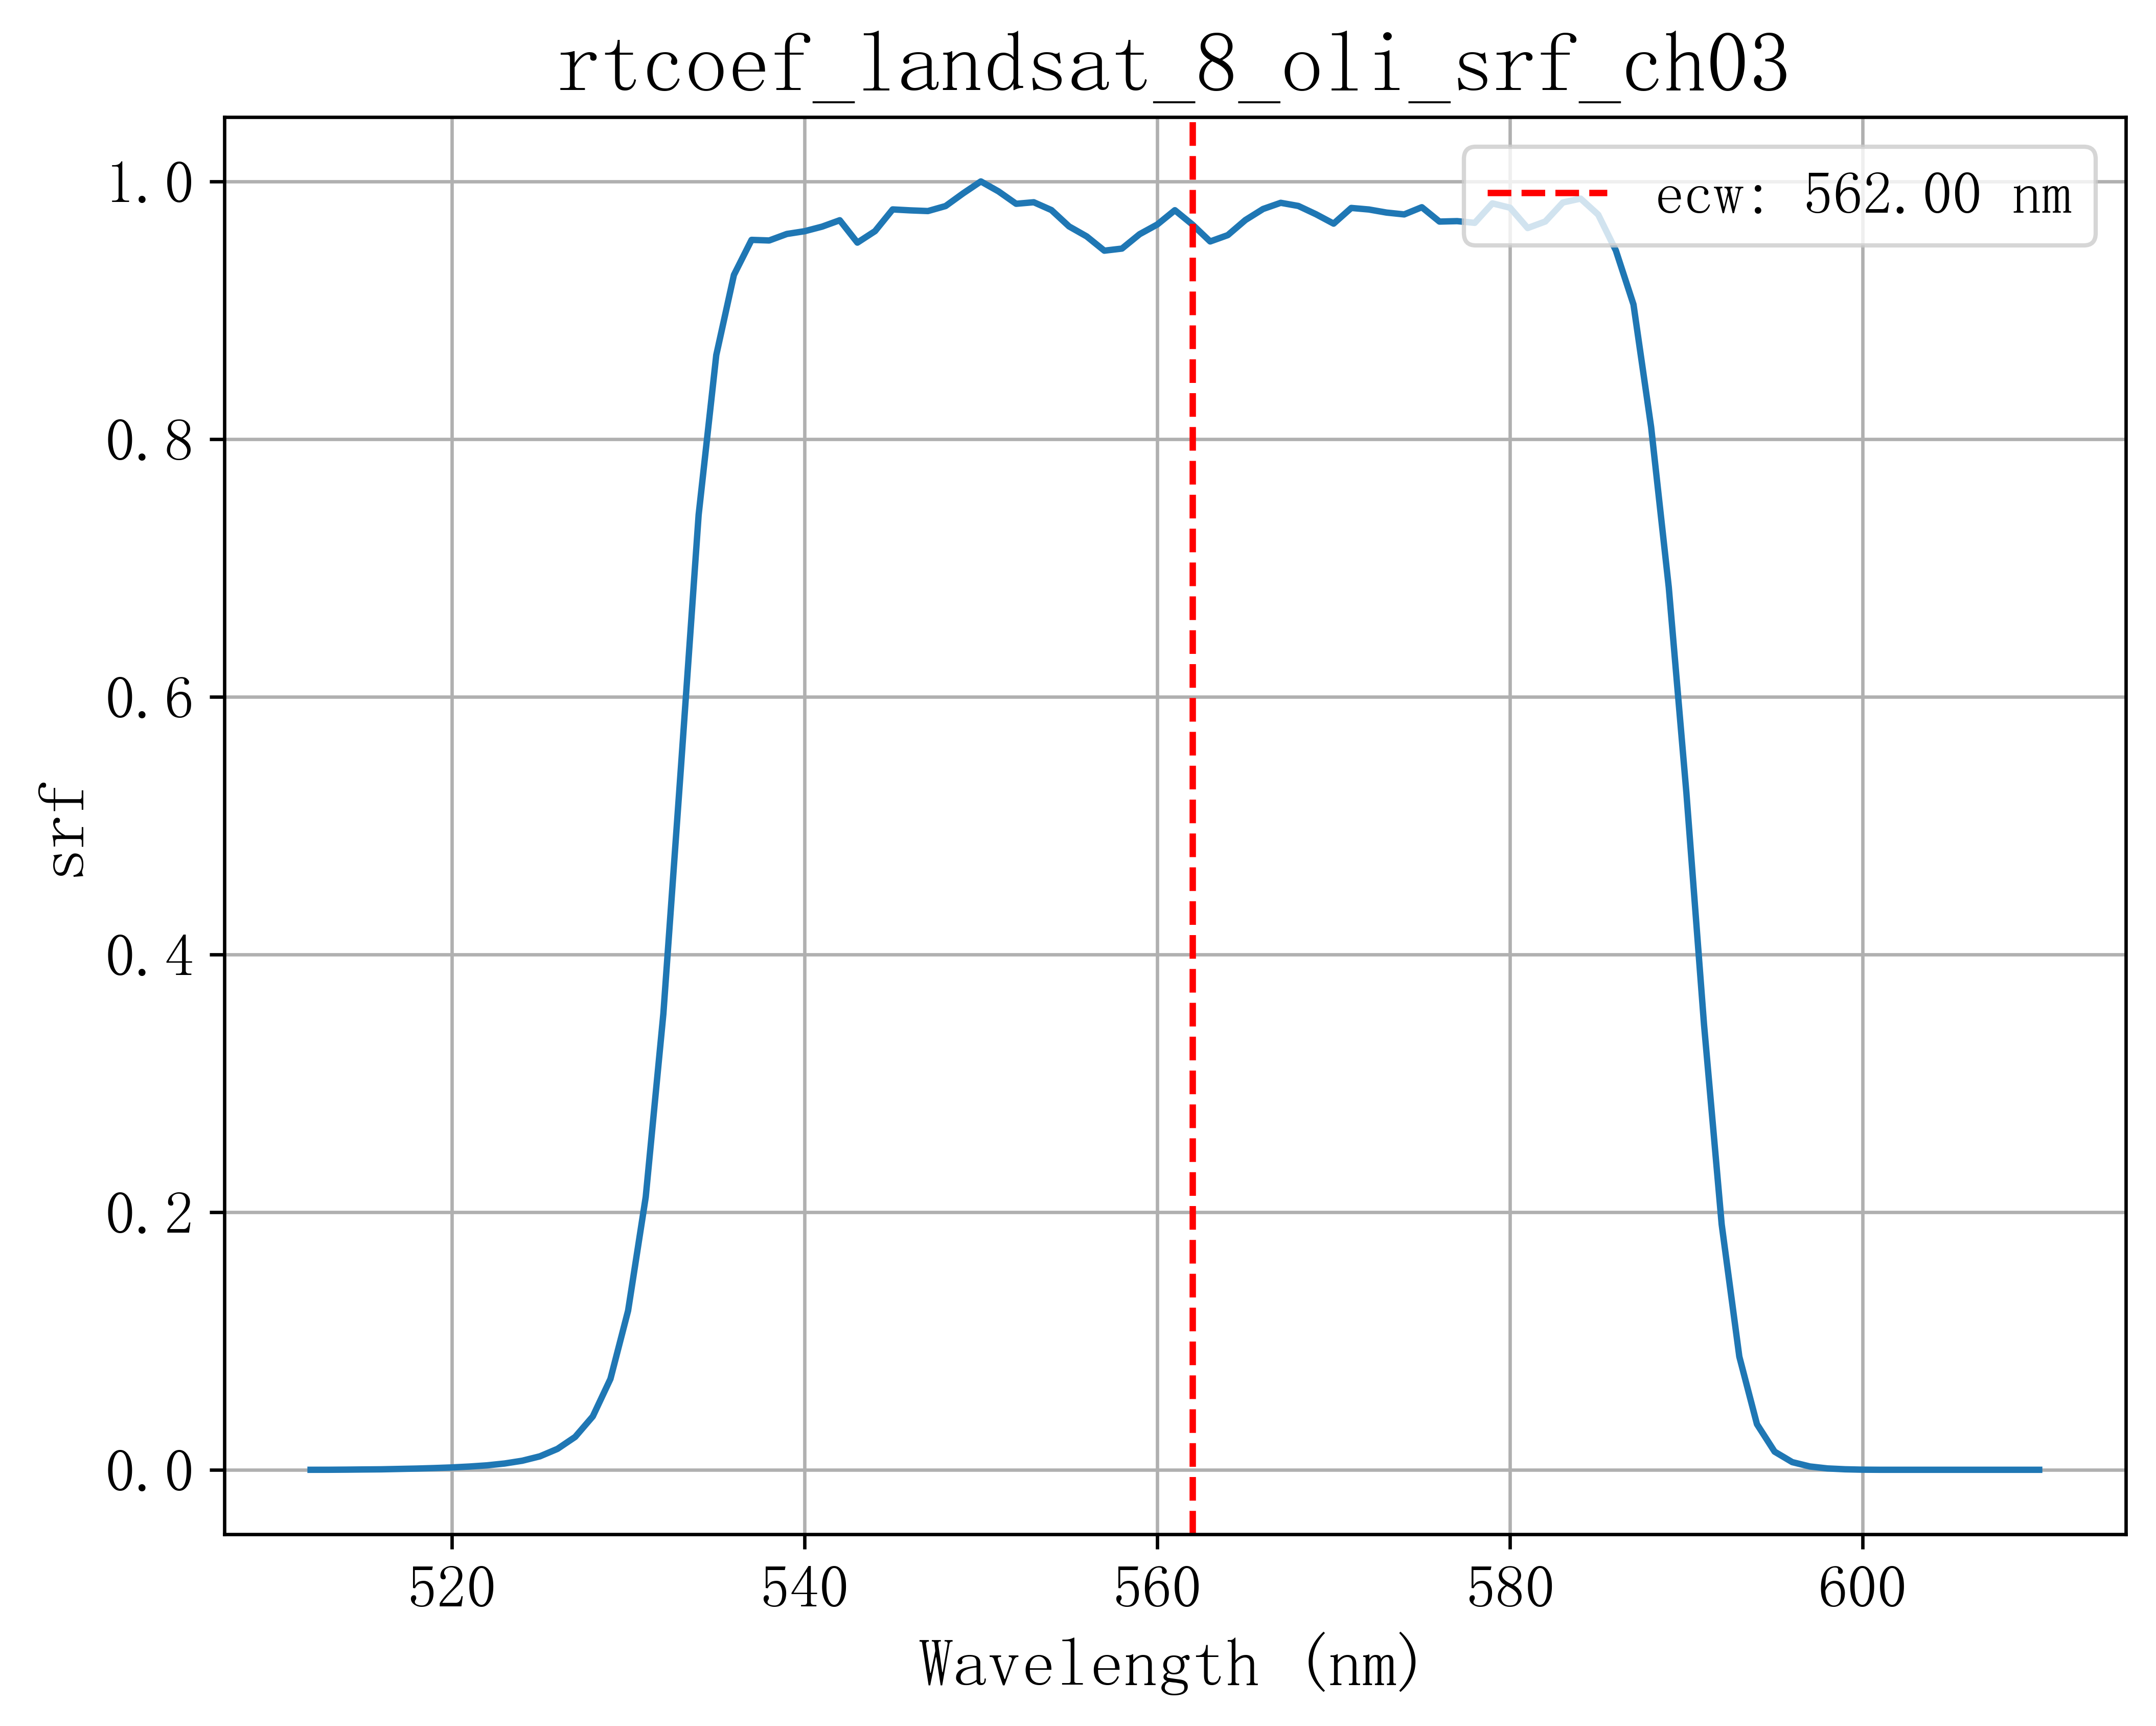 rtcoef_landsat_8_oli_srf_ch03
ecw: 562.00 nm
1.0
0.8
0.6
0.4
0.2
0.0
srf
520 540 560 580 600
Wavelength (nm)